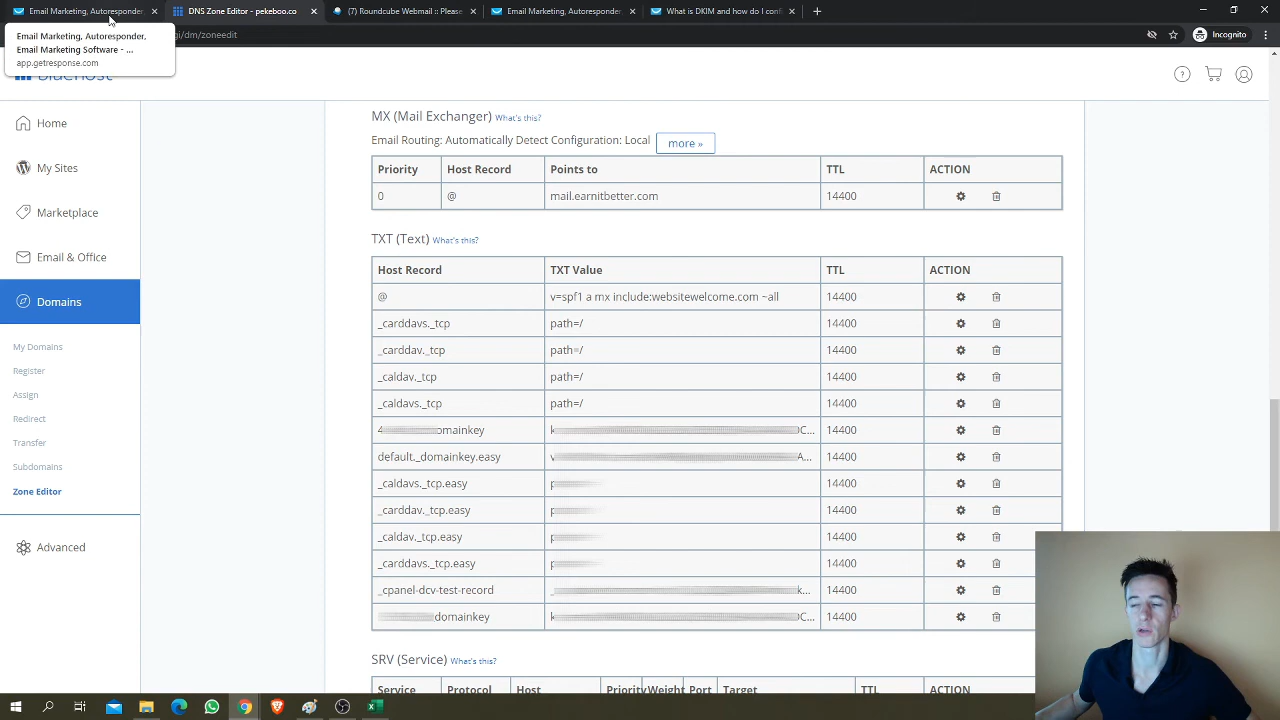 Email Marketing, Autoresponder
DNS Zone Editor - pekeboo.co
(7) Roundcube Webmail :: Pleke
Email Marketing, Autoresponder
What is DKIM and how do I con
gi/dm/zoneedit
Incognito
Email Marketing, Autoresponder,
Email Marketing Software - ...
app.getresponse.com
Home
My Sites
Marketplace
Email & Office
Domains
My Domains
Register
Assign
Redirect
Transfer
Subdomains
Zone Editor
Advanced
MX (Mail Exchanger) What's this?
Email Routing: Automatically Detect Configuration: Local more »
Priority Host Record Points to TTL ACTION
0 @ mail.earnitbetter.com 14400
TXT (Text) What's this?
Host Record TXT Value TTL ACTION
@ v=spf1 a mx include:websitewelcome.com ~all 14400
_carddavs._tcp path=/ 14400
_carddav._tcp path=/ 14400
_caldav._tcp path=/ 14400
_caldavs._tcp path=/ 14400
4 omainkey k 0C... 14400
default._domainkey.easy v A... 14400
_caldavs._tcp.easy p 14400
_carddav._tcp.easy p 14400
_caldav._tcp.easy p 14400
_carddavs._tcp.easy p 14400
_cpanel-dcv-test-record _ k... 14400
domainkey k 0C... 14400
SRV (Service) What's this?
Service Protocol Host Priority Weight Port Target TTL ACTION